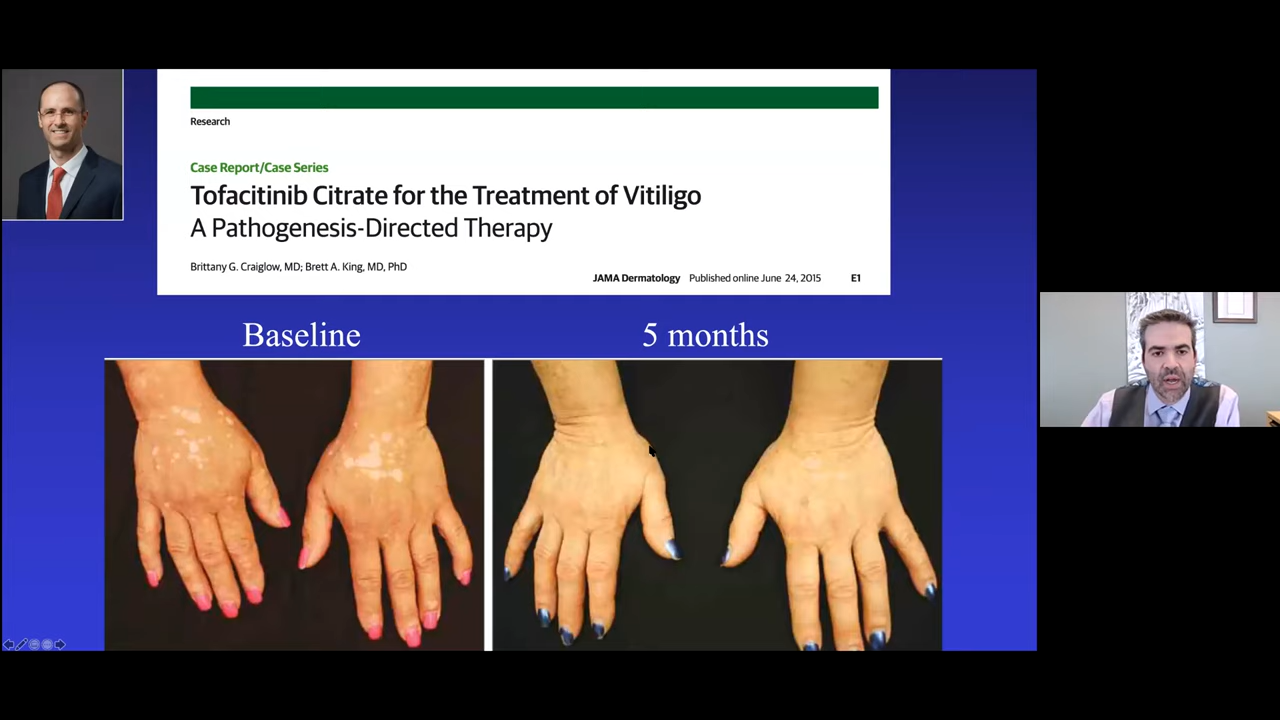 Research
Case Report/Case Series
Tofacitinib Citrate for the Treatment of Vitiligo
A Pathogenesis-Directed Therapy
Brittany G. Craiglow, MD; Brett A. King, MD, PhD
JAMA Dermatology Published online June 24, 2015 E1
Baseline
5 months